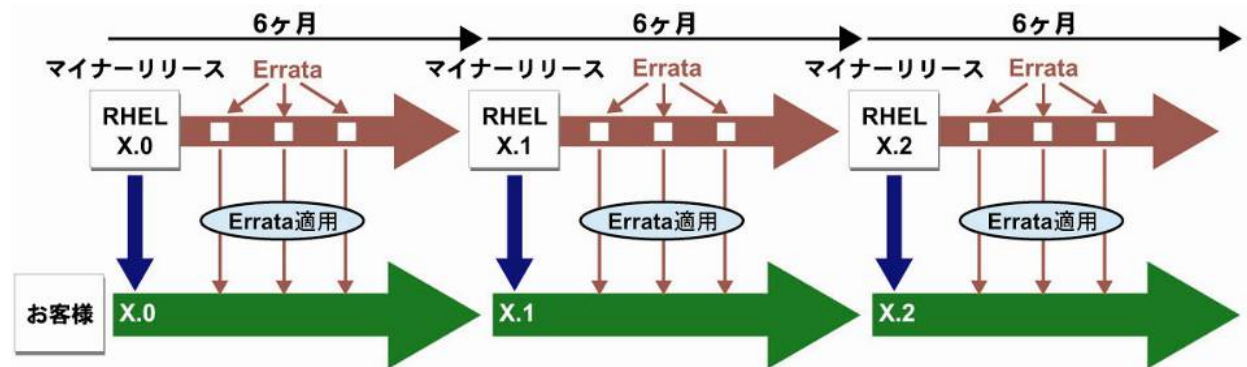 6ヶ月
6ヶ月
6ヶ月
マイナーリリース Errata
マイナーリリース Errata
マイナーリリース Errata
RHEL
X.0
RHEL
X.1
RHEL
X.2
Errata適用
Errata適用
Errata適用
お客様
X.0
X.1
X.2